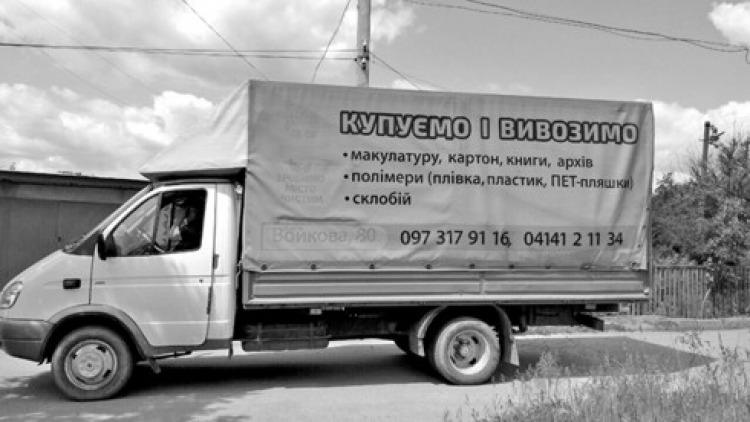 КУПУЄМО І ВИВОЗИМО
• макулатуру, картон, книги, архів
• полімери (плівка, пластик, ПЕТ-пляшки)
• склобій
Войкова, 80 097 317 91 16, 04141 2 11 34